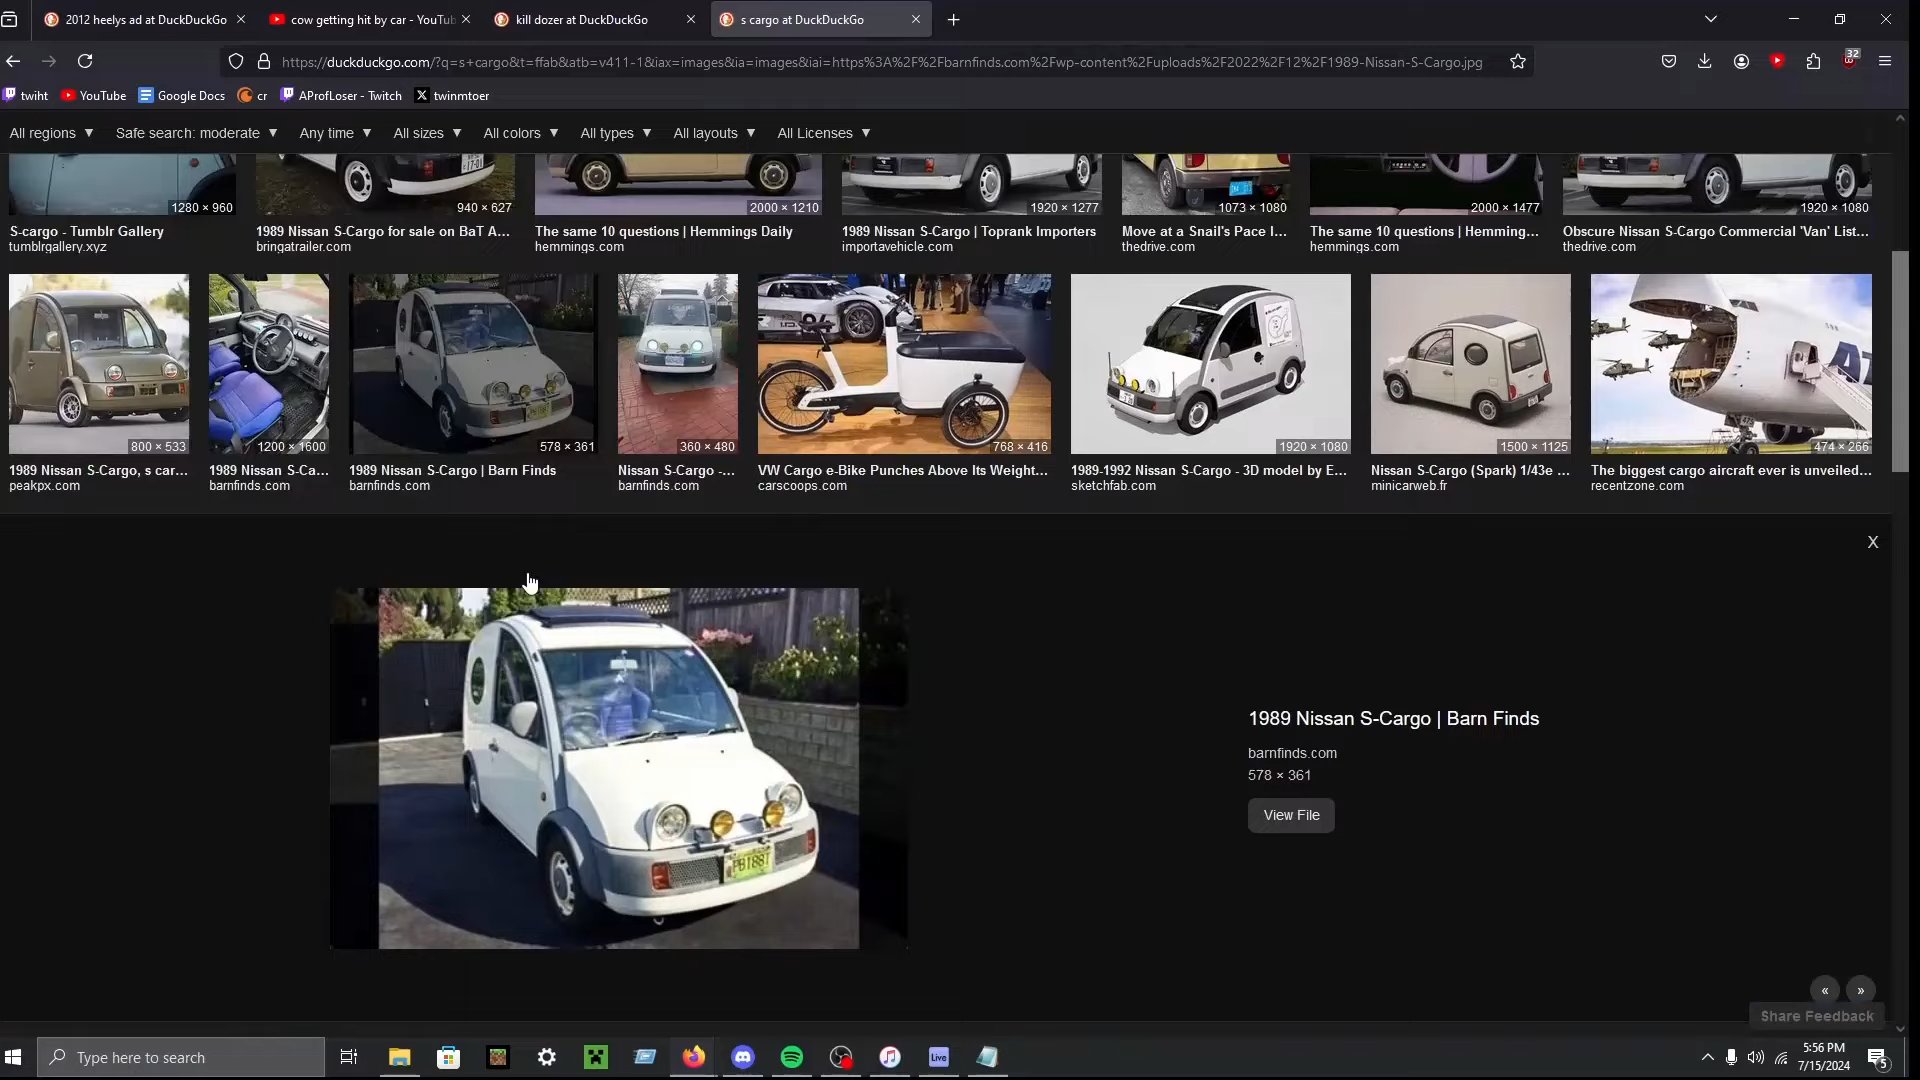 2012 heelys ad at DuckDuckGo
cow getting hit by car - YouTub
kill dozer at DuckDuckGo
s cargo at DuckDuckGo
https://duckduckgo.com/?q=s+cargo&t=ffab&atb=v411-1&iax=images&ia=images&iai=https%3A%2F%2Fbarnfinds.com%2Fwp-content%2Fuploads%2F2022%2F12%2F1989-Nissan-S-Cargo.jpg
32
twiht YouTube Google Docs cr AProfLoser - Twitch twinmtoer
All regions Safe search: moderate Any time All sizes All colors All types All layouts All Licenses
1280 × 960 940 × 627 2000 × 1210 1920 × 1277 1073 × 1080 2000 × 1477 1920 × 1080
S-cargo - Tumblr Gallery 1989 Nissan S-Cargo for sale on BaT A... The same 10 questions | Hemmings Daily 1989 Nissan S-Cargo | Toprank Importers Move at a Snail's Pace I... The same 10 questions | Hemming... Obscure Nissan S-Cargo Commercial 'Van' List...
tumblrgallery.xyz bringatrailer.com hemmings.com importavehicle.com thedrive.com hemmings.com thedrive.com
800 × 533 1200 × 1600 578 × 361 360 × 480 768 × 416 1920 × 1080 1500 × 1125 474 × 266
1989 Nissan S-Cargo, s car... 1989 Nissan S-Ca... 1989 Nissan S-Cargo | Barn Finds Nissan S-Cargo -... VW Cargo e-Bike Punches Above Its Weight... 1989-1992 Nissan S-Cargo - 3D model by E... Nissan S-Cargo (Spark) 1/43e ... The biggest cargo aircraft ever is unveiled...
peakpx.com barnfinds.com barnfinds.com barnfinds.com carscoops.com sketchfab.com minicarweb.fr recentzone.com
X
1989 Nissan S-Cargo | Barn Finds
barnfinds.com
578 × 361
View File
« »
Share Feedback
Type here to search
Live
5:56 PM
7/15/2024
5